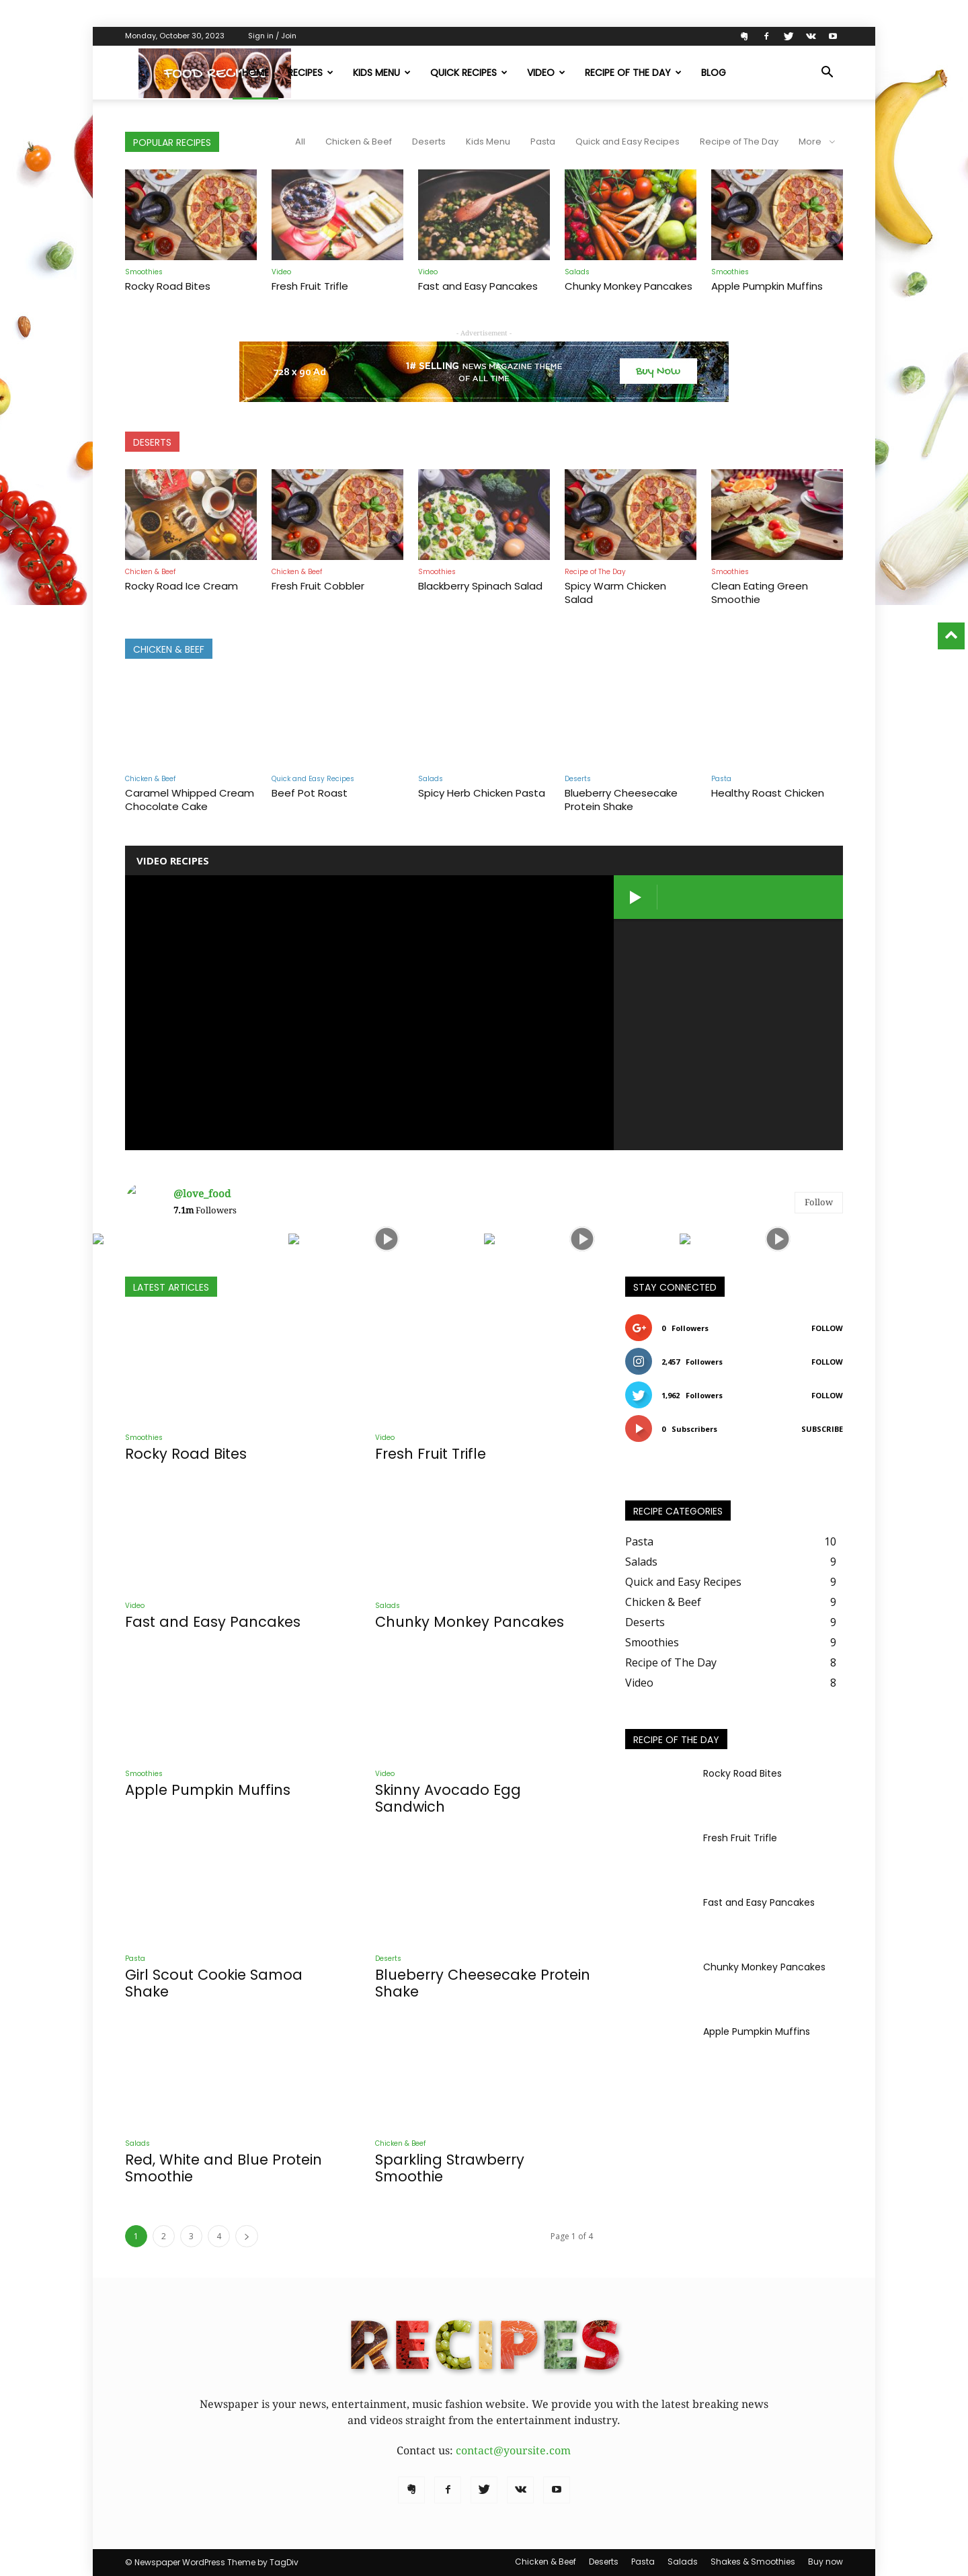 Monday, October 30, 2023
Sign in / Join
FOOD RECI
HOME
RECIPES
KIDS MENU
QUICK RECIPES
VIDEO
RECIPE OF THE DAY
BLOG
POPULAR RECIPES
All
Chicken & Beef
Deserts
Kids Menu
Pasta
Quick and Easy Recipes
Recipe of The Day
More
Smoothies
Rocky Road Bites
Video
Fresh Fruit Trifle
Video
Fast and Easy Pancakes
Salads
Chunky Monkey Pancakes
Smoothies
Apple Pumpkin Muffins
- Advertisement -
728 x 90 Ad
1# SELLING NEWS MAGAZINE THEME
OF ALL TIME
Buy Now
DESERTS
Chicken & Beef
Rocky Road Ice Cream
Chicken & Beef
Fresh Fruit Cobbler
Smoothies
Blackberry Spinach Salad
Recipe of The Day
Spicy Warm Chicken
Salad
Smoothies
Clean Eating Green
Smoothie
CHICKEN & BEEF
Chicken & Beef
Caramel Whipped Cream
Chocolate Cake
Quick and Easy Recipes
Beef Pot Roast
Salads
Spicy Herb Chicken Pasta
Deserts
Blueberry Cheesecake
Protein Shake
Pasta
Healthy Roast Chicken
VIDEO RECIPES
@love_food
7.1m Followers
Follow
LATEST ARTICLES
Smoothies
Rocky Road Bites
Video
Fresh Fruit Trifle
Video
Fast and Easy Pancakes
Salads
Chunky Monkey Pancakes
Smoothies
Apple Pumpkin Muffins
Video
Skinny Avocado Egg
Sandwich
Pasta
Girl Scout Cookie Samoa
Shake
Deserts
Blueberry Cheesecake Protein
Shake
Salads
Red, White and Blue Protein
Smoothie
Chicken & Beef
Sparkling Strawberry
Smoothie
1 2 3 4
Page 1 of 4
STAY CONNECTED
0 Followers FOLLOW
2,457 Followers FOLLOW
1,962 Followers FOLLOW
0 Subscribers SUBSCRIBE
RECIPE CATEGORIES
Pasta 10
Salads 9
Quick and Easy Recipes 9
Chicken & Beef 9
Deserts 9
Smoothies 9
Recipe of The Day 8
Video 8
RECIPE OF THE DAY
Rocky Road Bites
Fresh Fruit Trifle
Fast and Easy Pancakes
Chunky Monkey Pancakes
Apple Pumpkin Muffins
RECIPES
Newspaper is your news, entertainment, music fashion website. We provide you with the latest breaking news
and videos straight from the entertainment industry.
Contact us: contact@yoursite.com
© Newspaper WordPress Theme by TagDiv
Chicken & Beef
Deserts
Pasta
Salads
Shakes & Smoothies
Buy now